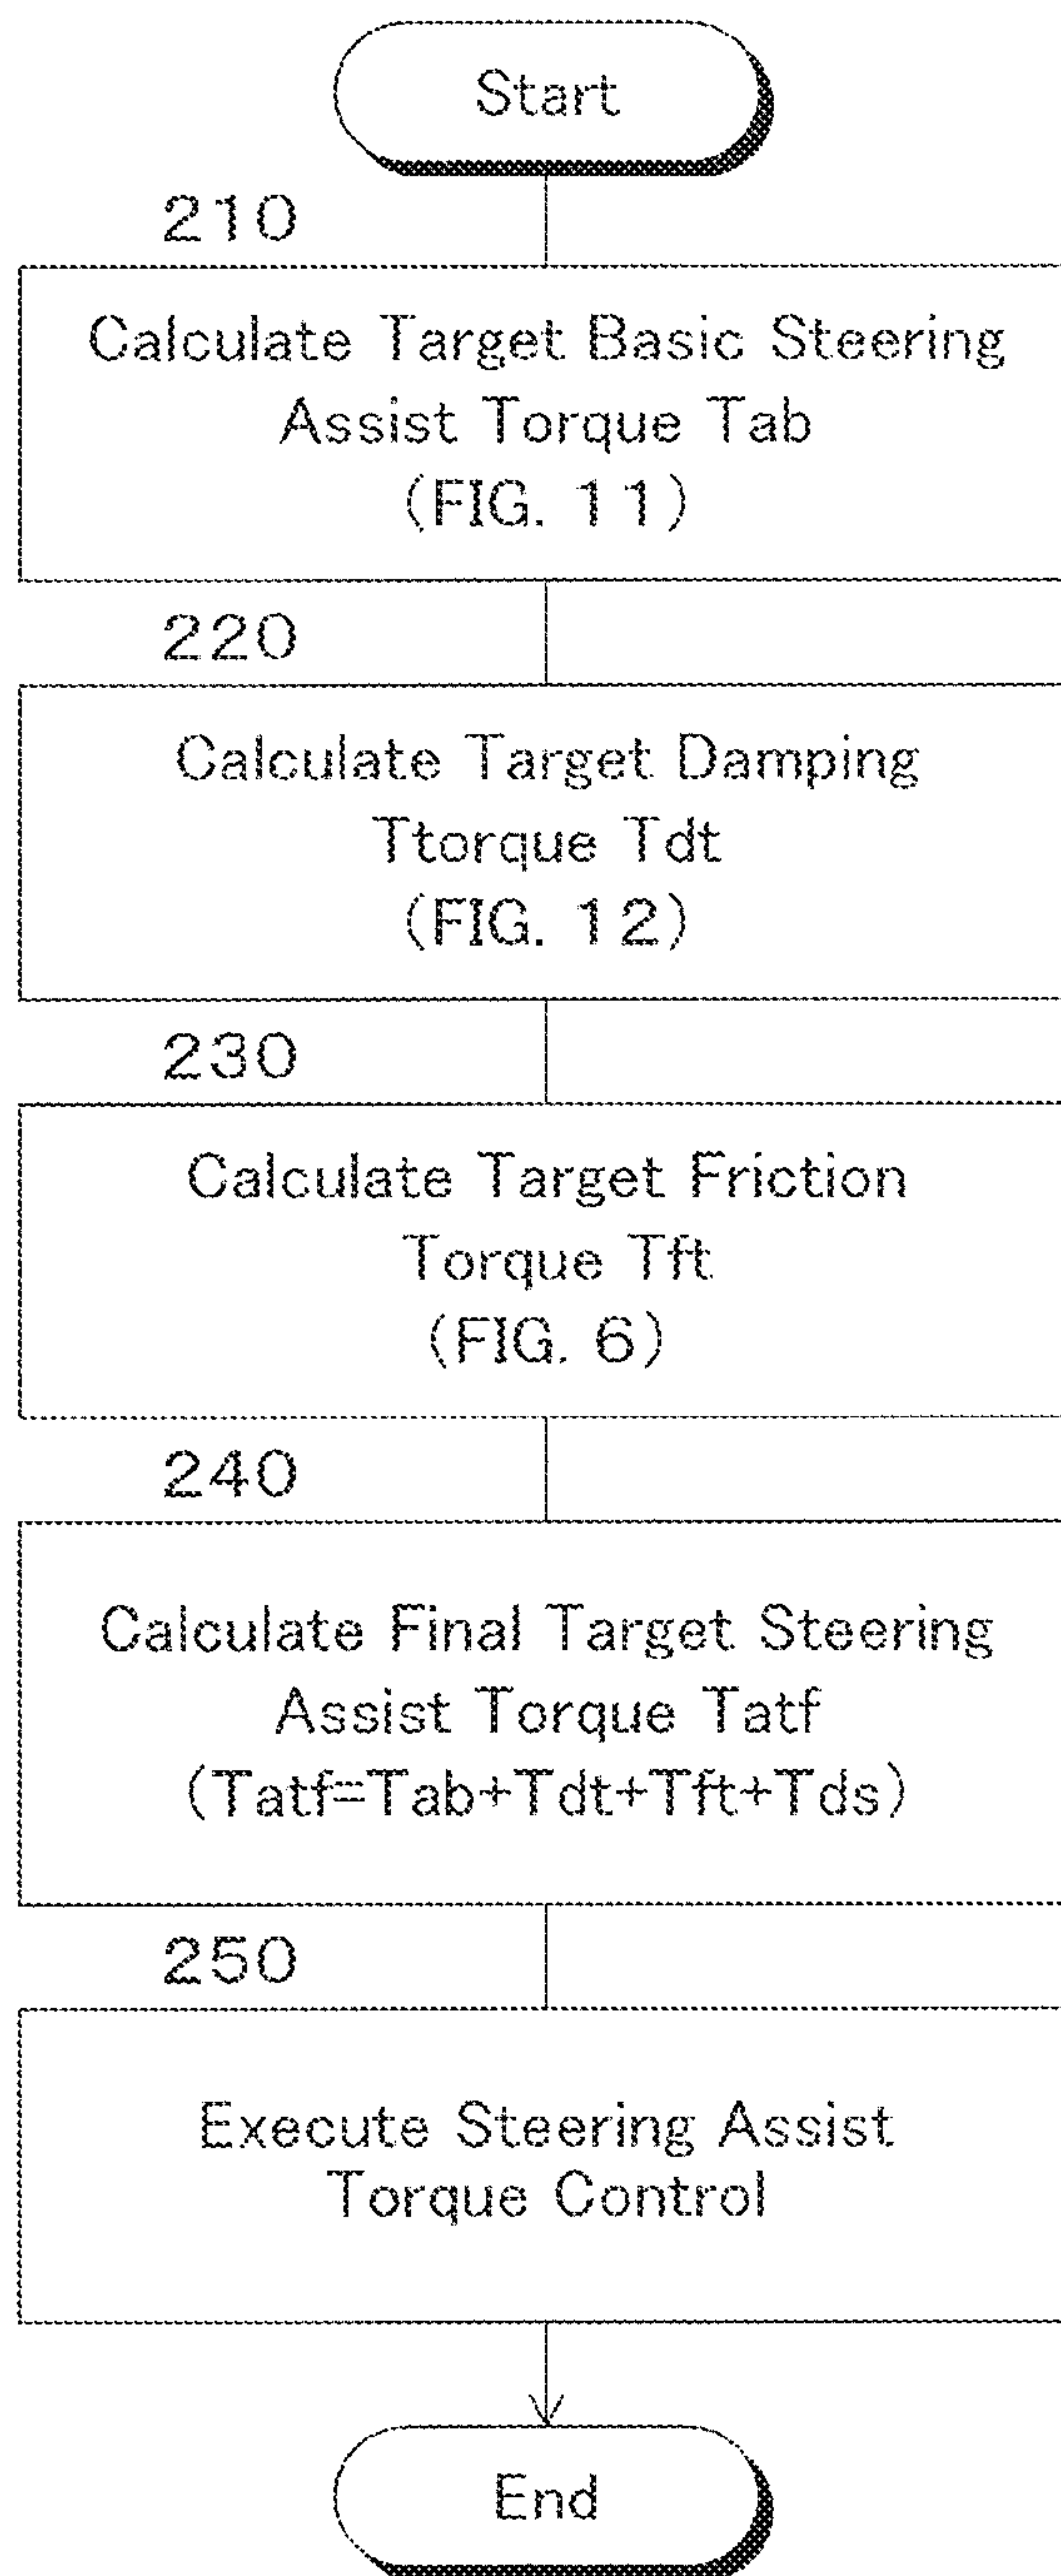 Start
210
Calculate Target Basic Steering
Assist Torque Tab
(FIG. 11)
220
Calculate Target Damping
Ttorque Tdt
(FIG. 12)
230
Calculate Target Friction
Torque Tft
(FIG. 6)
240
Calculate Final Target Steering
Assist Torque Tatf
(Tatf=Tab+Tdt+Tft+Tds)
250
Execute Steering Assist
Torque Control
End